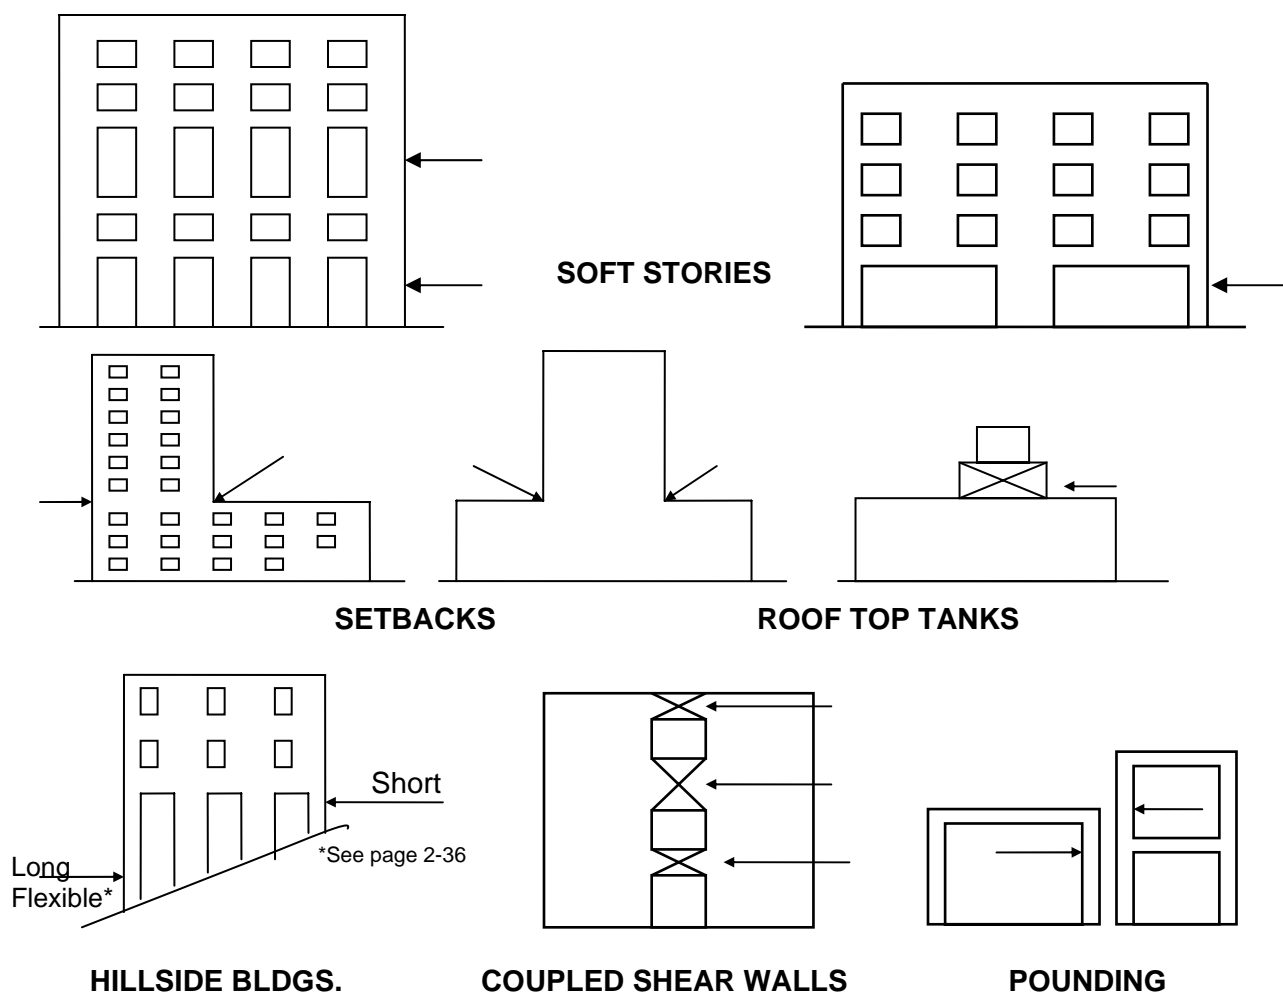 SOFT STORIES
SETBACKS
ROOF TOP TANKS
Short
*See page 2-36
Long
Flexible*
HILLSIDE BLDGS.
COUPLED SHEAR WALLS
POUNDING